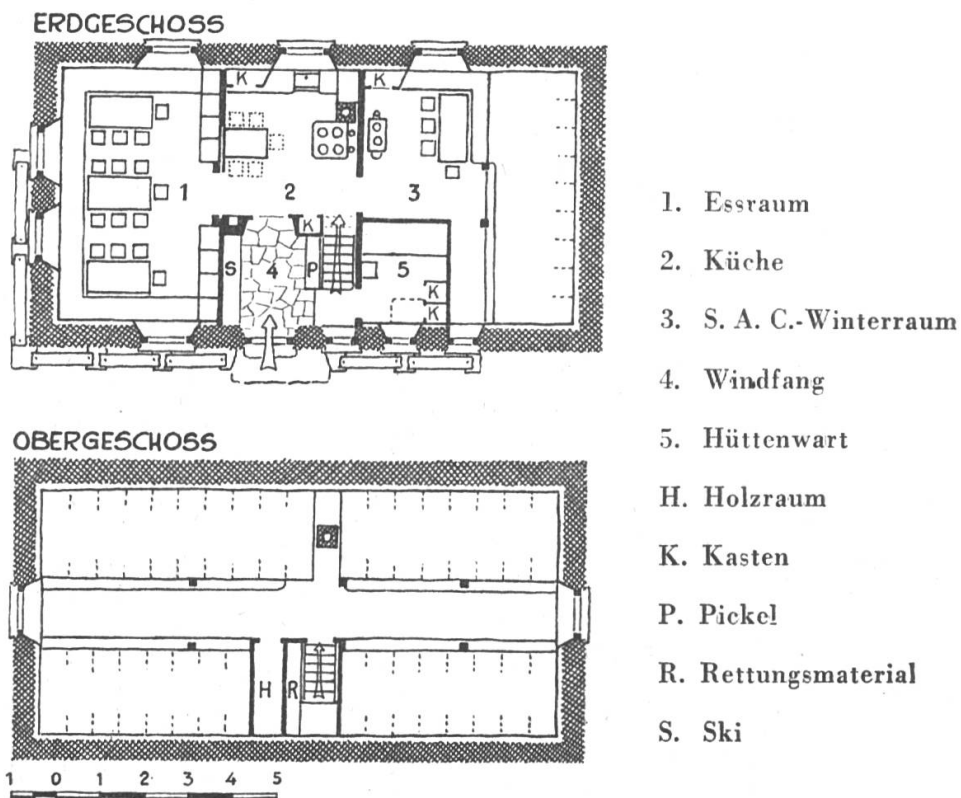 ERDGESCHOSS
K
K
1
2
3
K
S
4
P
5
K
K
OBERGESCHOSS
H
R
1 0 1 2 3 4 5
1. Essraum
2. Küche
3. S. A. C.-Winterraum
4. Windfang
5. Hüttenwart
H. Holzraum
K. Kasten
P. Pickel
R. Rettungsmaterial
S. Ski